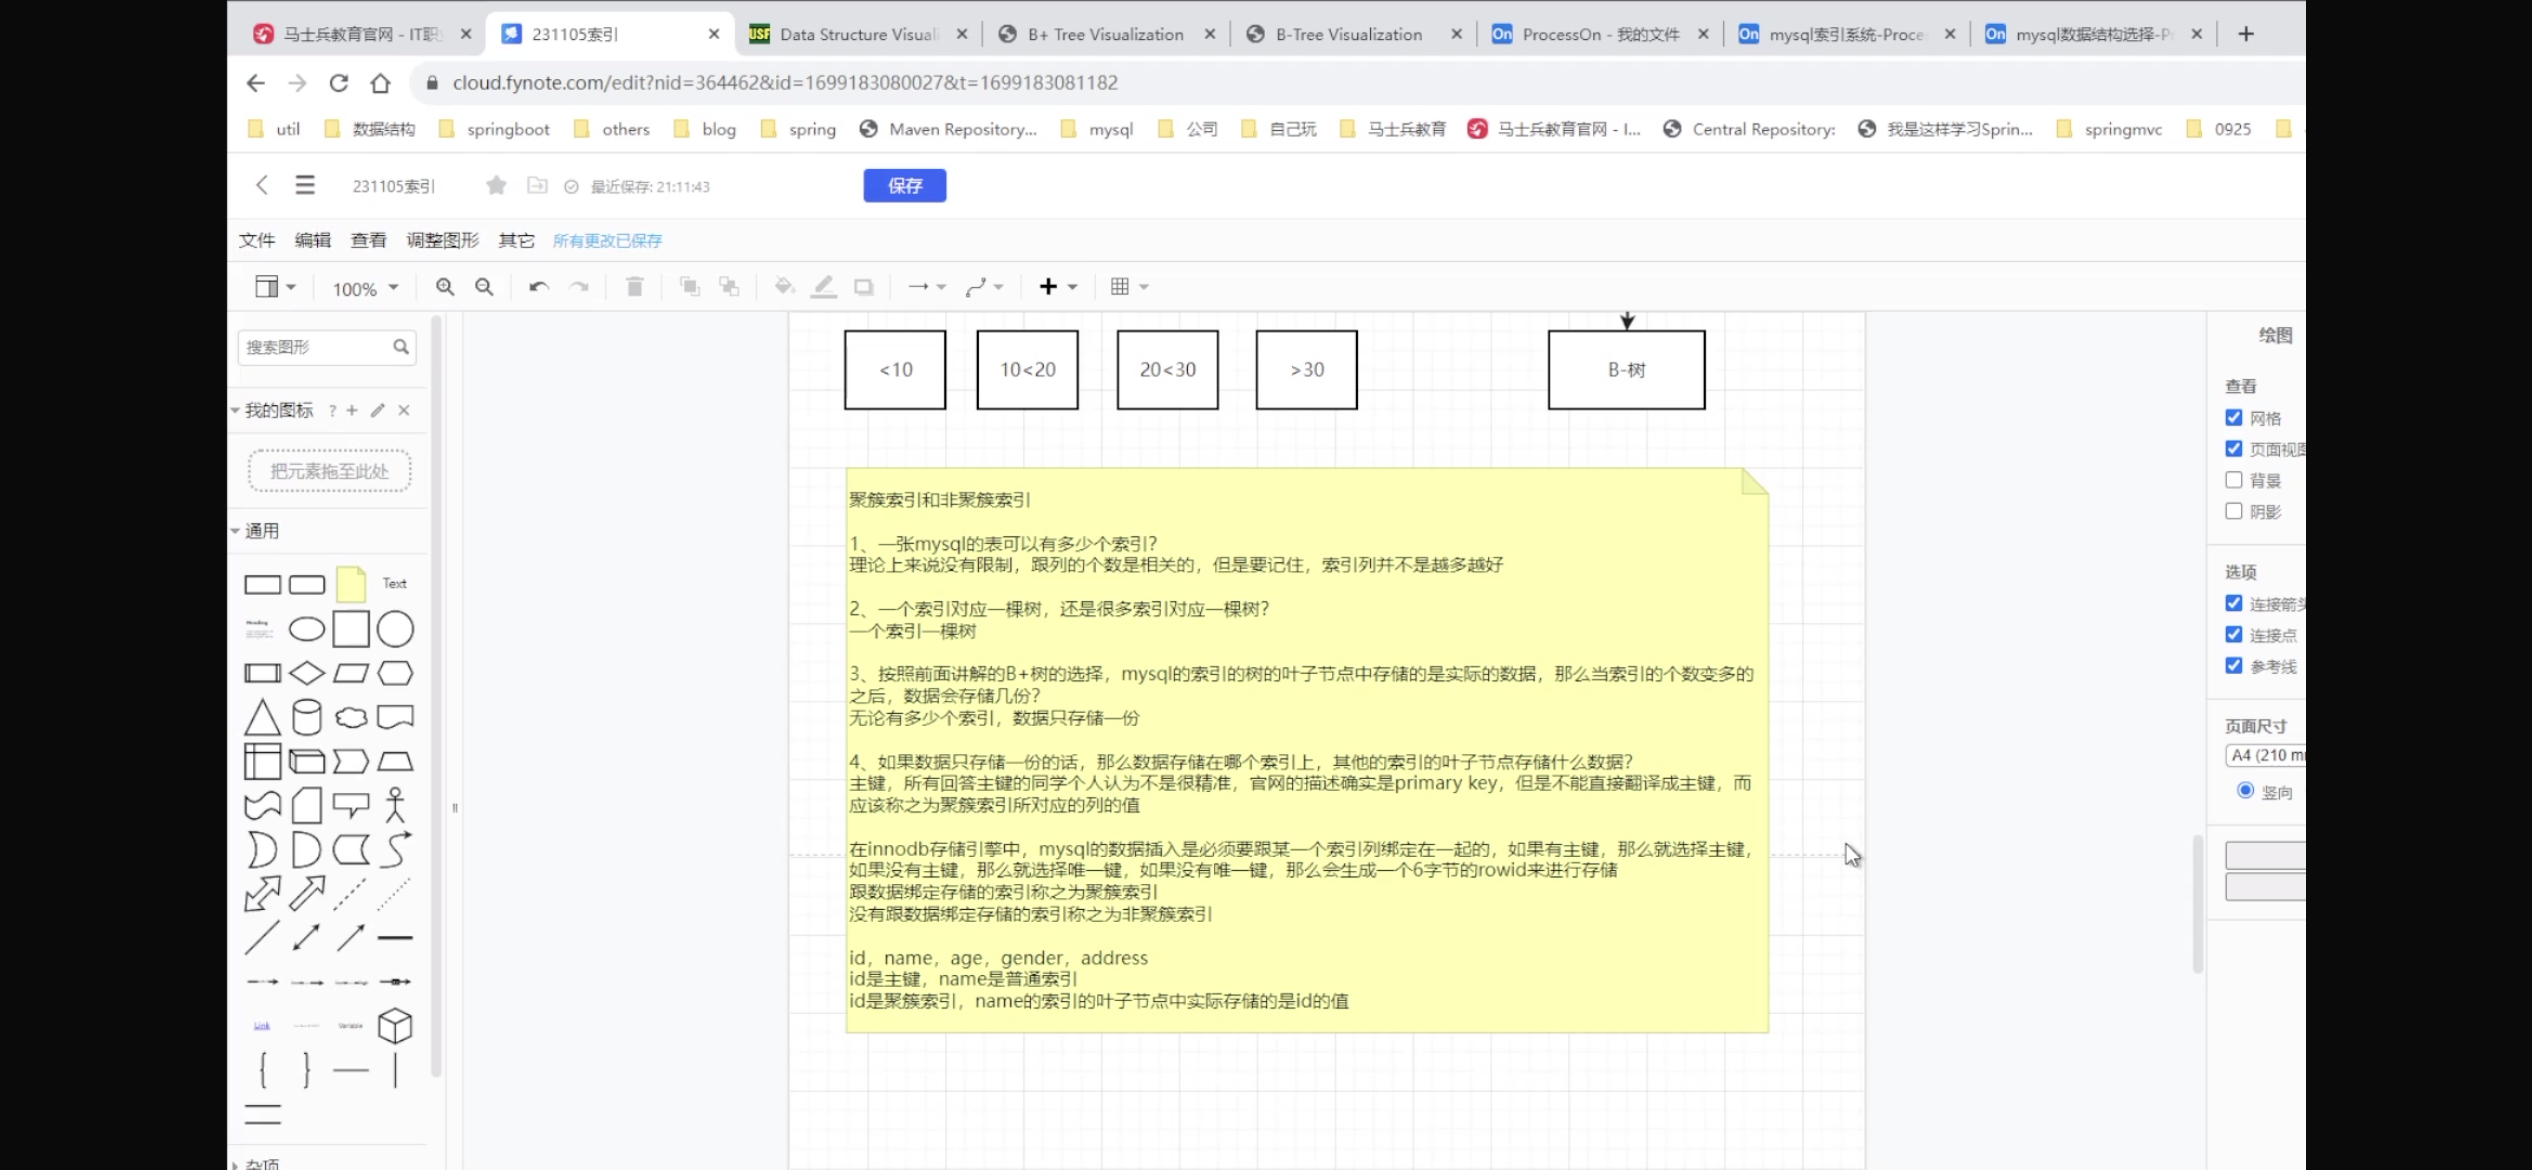 马士兵教育官网 - IT职
231105索引
USF
Data Structure Visuali
B+ Tree Visualization
B-Tree Visualization
On
ProcessOn - 我的文件
On
mysql索引系统-Proce
On
mysql数据结构选择-P
cloud.fynote.com/edit?nid=364462&id=1699183080027&t=1699183081182
util
数据结构
springboot
others
blog
spring
Maven Repository...
mysql
公司
自己玩
马士兵教育
马士兵教育官网 - I...
Central Repository:
我是这样学习Sprin...
springmvc
0925
231105索引
最近保存: 21:11:43
保存
文件
编辑
查看
调整图形
其它
所有更改已保存
100%
搜索图形
我的图标
?
把元素拖至此处
通用
Text
Heading
Link
Variable
杂项
<10
10<20
20<30
>30
B-树
聚簇索引和非聚簇索引
1、一张mysql的表可以有多少个索引?
理论上来说没有限制，跟列的个数是相关的，但是要记住，索引列并不是越多越好
2、一个索引对应一棵树，还是很多索引对应一棵树?
一个索引一棵树
3、按照前面讲解的B+树的选择，mysql的索引的树的叶子节点中存储的是实际的数据，那么当索引的个数变多的
之后，数据会存储几份?
无论有多少个索引，数据只存储一份
4、如果数据只存储一份的话，那么数据存储在哪个索引上，其他的索引的叶子节点存储什么数据?
主键，所有回答主键的同学个人认为不是很精准，官网的描述确实是primary key，但是不能直接翻译成主键，而
应该称之为聚簇索引所对应的列的值
在innodb存储引擎中，mysql的数据插入是必须要跟某一个索引列绑定在一起的，如果有主键，那么就选择主键，
如果没有主键，那么就选择唯一键，如果没有唯一键，那么会生成一个6字节的rowid来进行存储
跟数据绑定存储的索引称之为聚簇索引
没有跟数据绑定存储的索引称之为非聚簇索引
id，name，age，gender，address
id是主键，name是普通索引
id是聚簇索引，name的索引的叶子节点中实际存储的是id的值
绘图
查看
网格
页面视图
背景
阴影
选项
连接箭头
连接点
参考线
页面尺寸
A4 (210 m
竖向